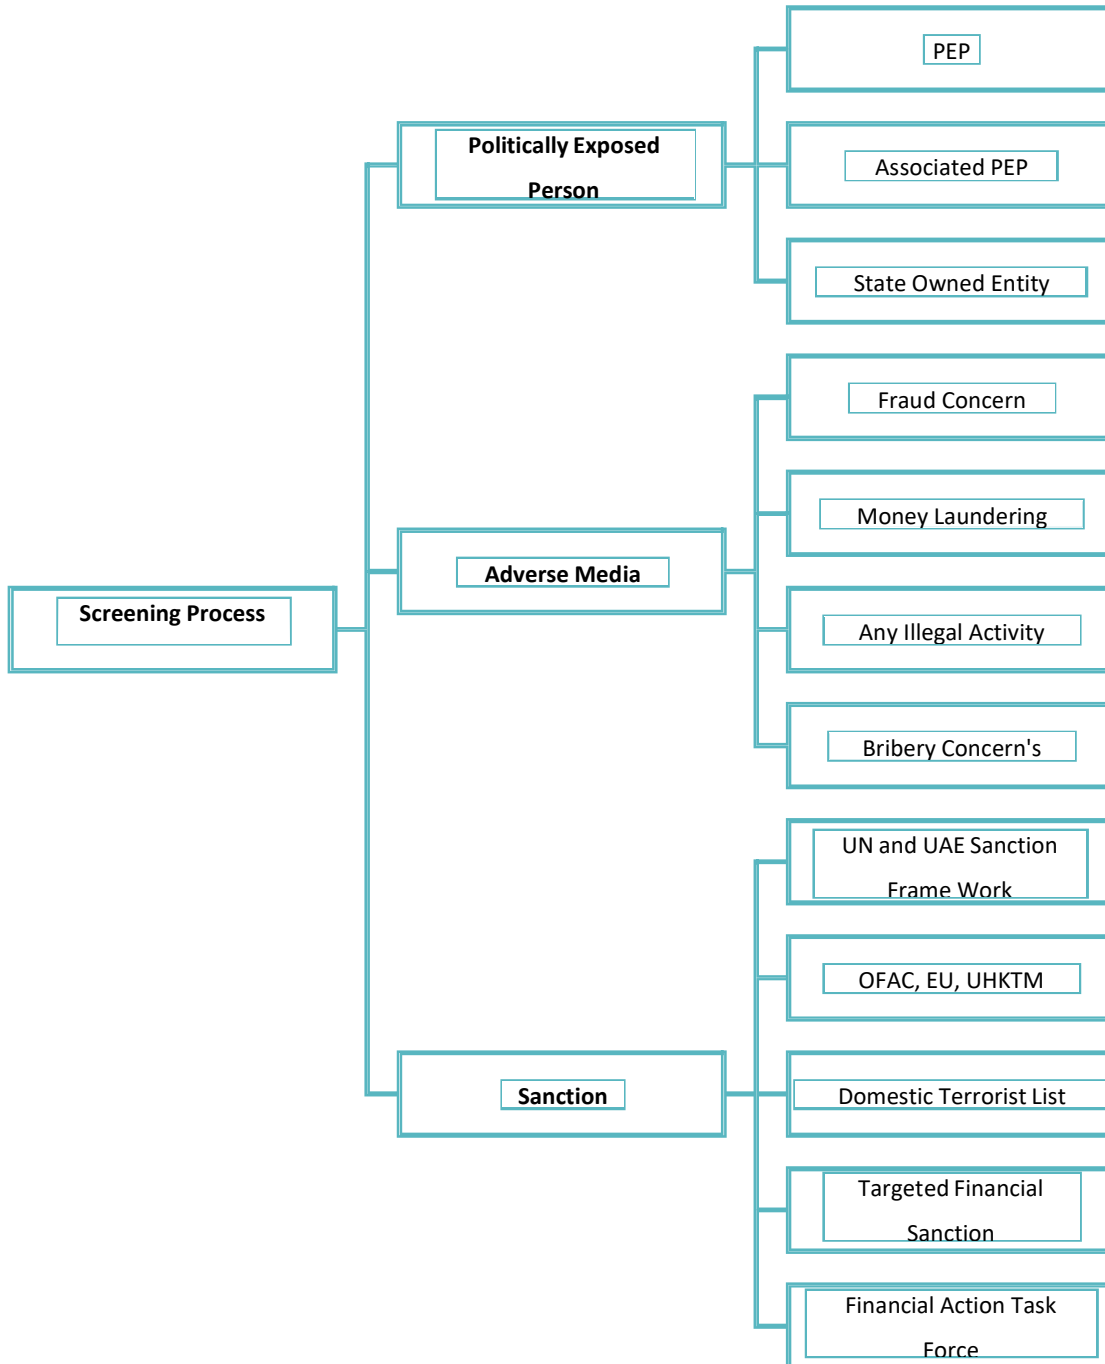 Screening Process
Politically Exposed
Person
PEP
Associated PEP
State Owned Entity
Adverse Media
Fraud Concern
Money Laundering
Any Illegal Activity
Bribery Concern's
Sanction
UN and UAE Sanction
Frame Work
OFAC, EU, UHKTM
Domestic Terrorist List
Targeted Financial
Sanction
Financial Action Task
Force